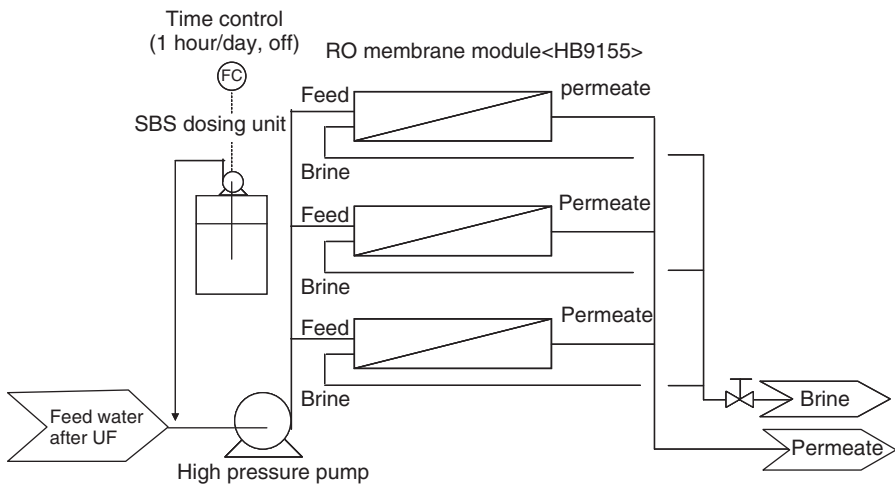 Time control
(1 hour/day, off)
FC
SBS dosing unit
RO membrane module<HB9155>
Feed
permeate
Brine
Feed
Permeate
Brine
Feed
Permeate
Brine
Feed water
after UF
High pressure pump
Brine
Permeate